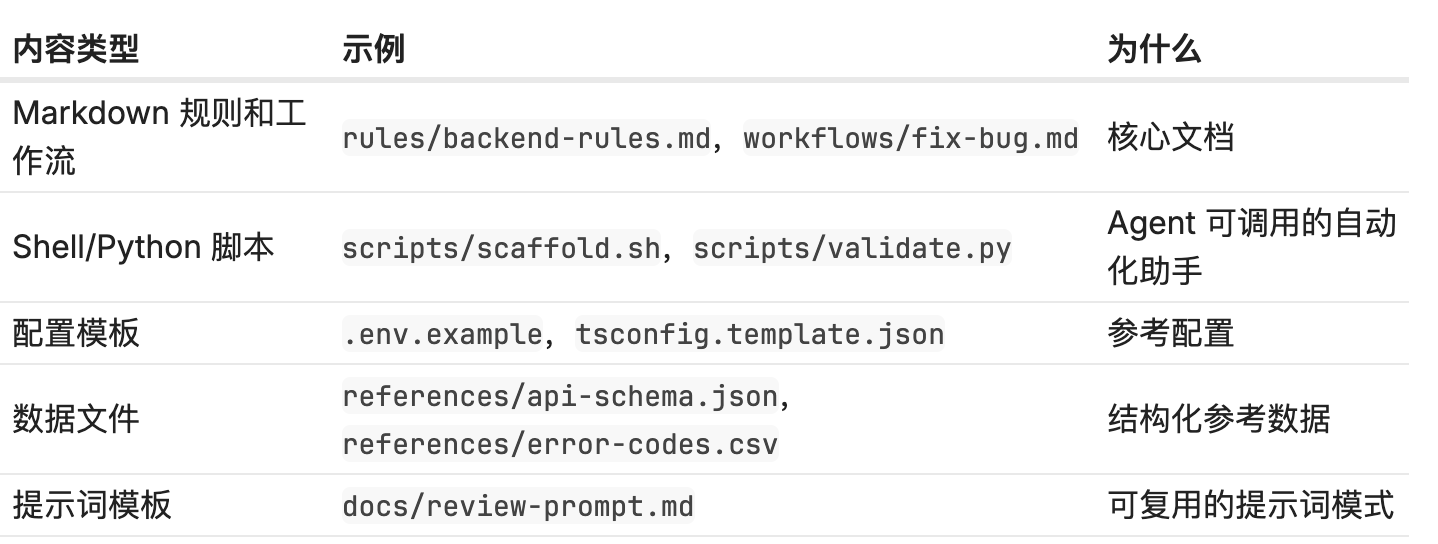 内容类型 示例 为什么
Markdown 规则和工
作流
rules/backend-rules.md, workflows/fix-bug.md 核心文档
Shell/Python 脚本 scripts/scaffold.sh, scripts/validate.py
Agent 可调用的自动
化助手
配置模板 .env.example, tsconfig.template.json 参考配置
数据文件
references/api-schema.json,
references/error-codes.csv
结构化参考数据
提示词模板 docs/review-prompt.md 可复用的提示词模式